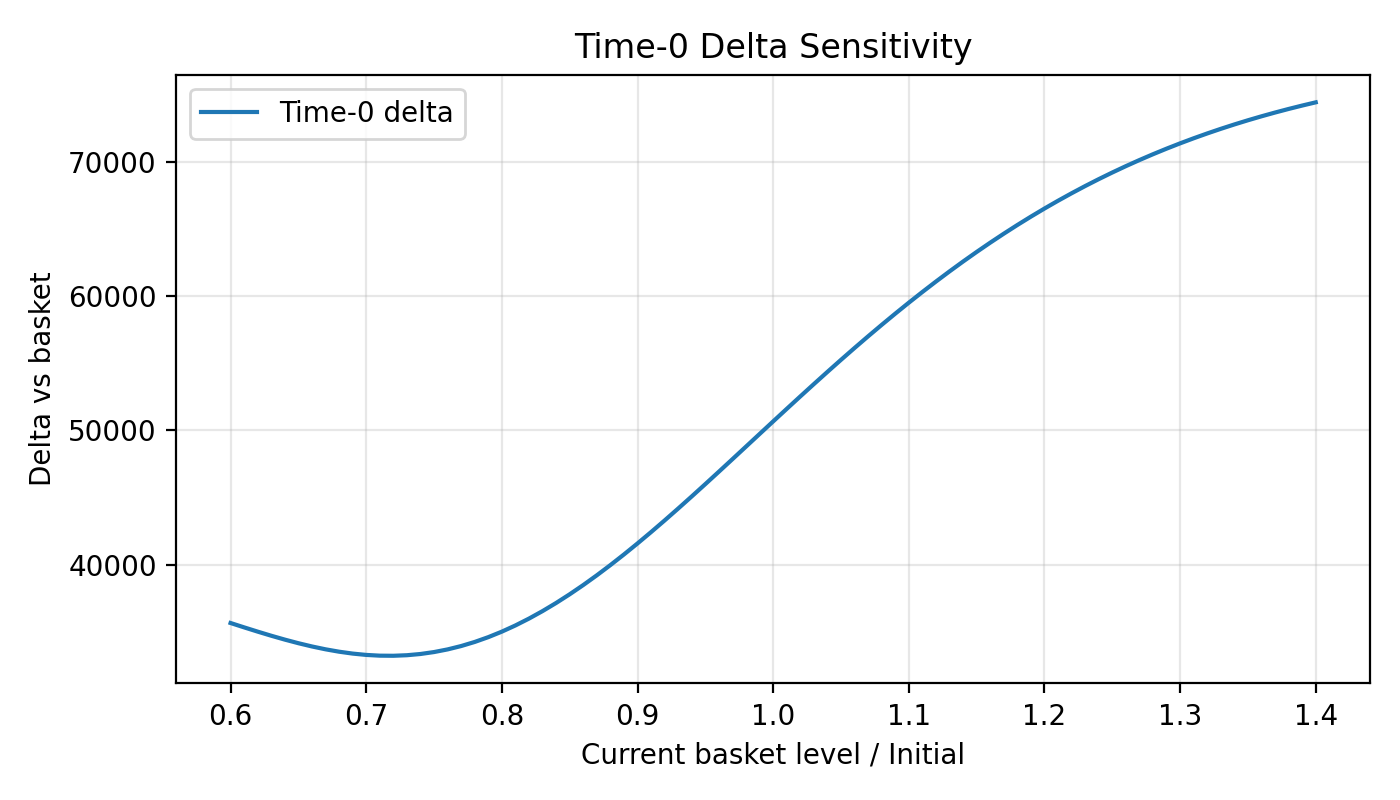 Time-0 Delta Sensitivity
Time-0 delta
Delta vs basket
70000
60000
50000
40000
0.6 0.7 0.8 0.9 1.0 1.1 1.2 1.3 1.4
Current basket level / Initial